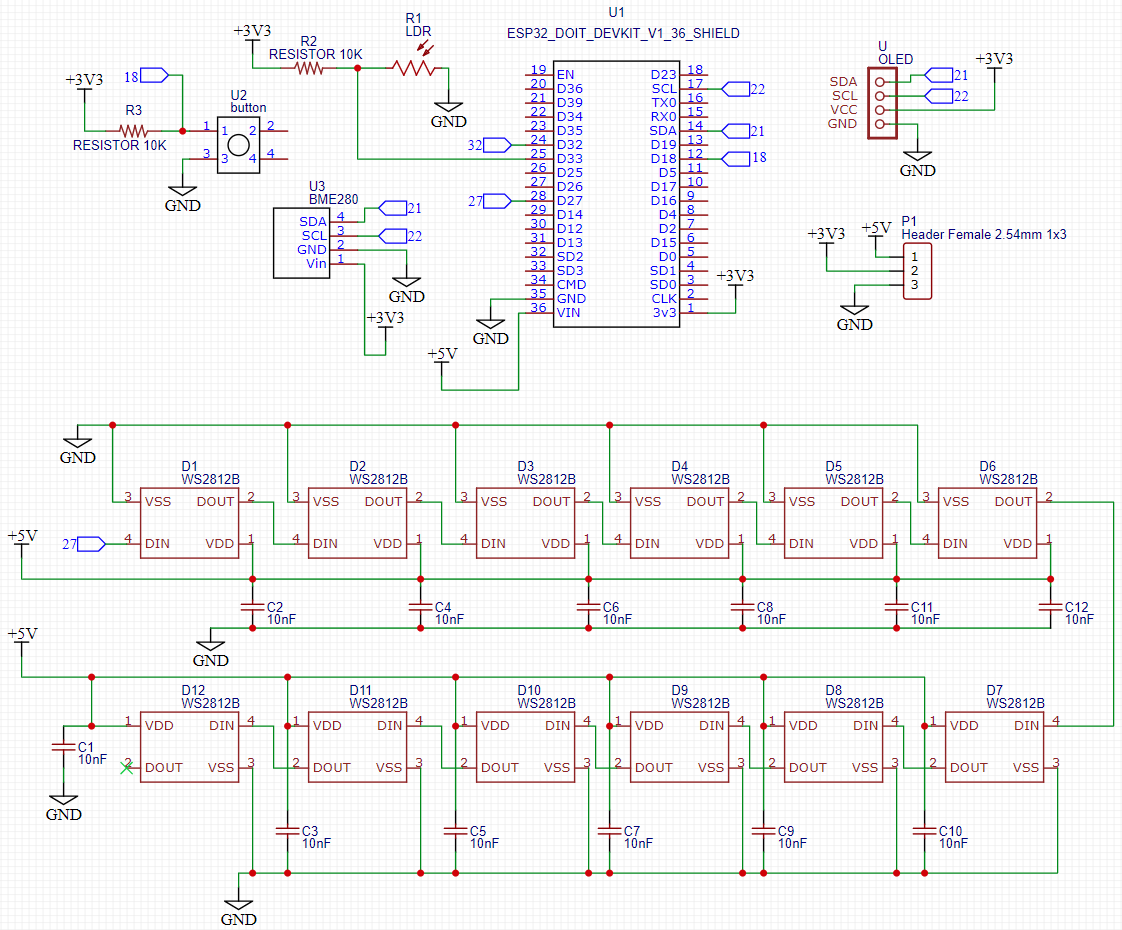 +3V3
R2
RESISTOR 10K
R1
LDR
GND
+3V3
18
R3
RESISTOR 10K
U2
button
1 1 2 2
3 3 4 4
GND
U1
ESP32_DOIT_DEVKIT_V1_36_SHIELD
19 EN D23 18
20 D36 SCL 17 22
21 D39 TX0 16
22 D34 RX0 15
23 D35 SDA 14 21
32 24 D32 D19 13
25 D33 D18 12 18
26 D25 D5 11
27 D26 D17 10
27 28 D27 D16 9
29 D14 D4 8
30 D12 D2 7
31 D13 D15 6
32 SD2 D0 5
33 SD3 SD1 4
34 CMD SD0 3
35 GND CLK 2
36 VIN 3v3 1
+3V3
GND
+5V
U3
BME280
SDA 4 21
SCL 3 22
GND 2
Vin 1
GND
+3V3
U
OLED
+3V3
SDA 21
SCL 22
VCC
GND
GND
P1
Header Female 2.54mm 1x3
+3V3
+5V
1
2
3
GND
GND
D1 D2 D3 D4 D5 D6
WS2812B WS2812B WS2812B WS2812B WS2812B WS2812B
3 VSS DOUT 2 3 VSS DOUT 2 3 VSS DOUT 2 3 VSS DOUT 2 3 VSS DOUT 2 3 VSS DOUT 2
+5V
27 4 DIN VDD 1 4 DIN VDD 1 4 DIN VDD 1 4 DIN VDD 1 4 DIN VDD 1 4 DIN VDD 1
C2 C4 C6 C8 C11 C12
10nF 10nF 10nF 10nF 10nF 10nF
GND
+5V
D12 D11 D10 D9 D8 D7
WS2812B WS2812B WS2812B WS2812B WS2812B WS2812B
1 VDD DIN 4 1 VDD DIN 4 1 VDD DIN 4 1 VDD DIN 4 1 VDD DIN 4 1 VDD DIN 4
2 DOUT VSS 3 2 DOUT VSS 3 2 DOUT VSS 3 2 DOUT VSS 3 2 DOUT VSS 3 2 DOUT VSS 3
C1
10nF
GND
C3 C5 C7 C9 C10
10nF 10nF 10nF 10nF 10nF
GND